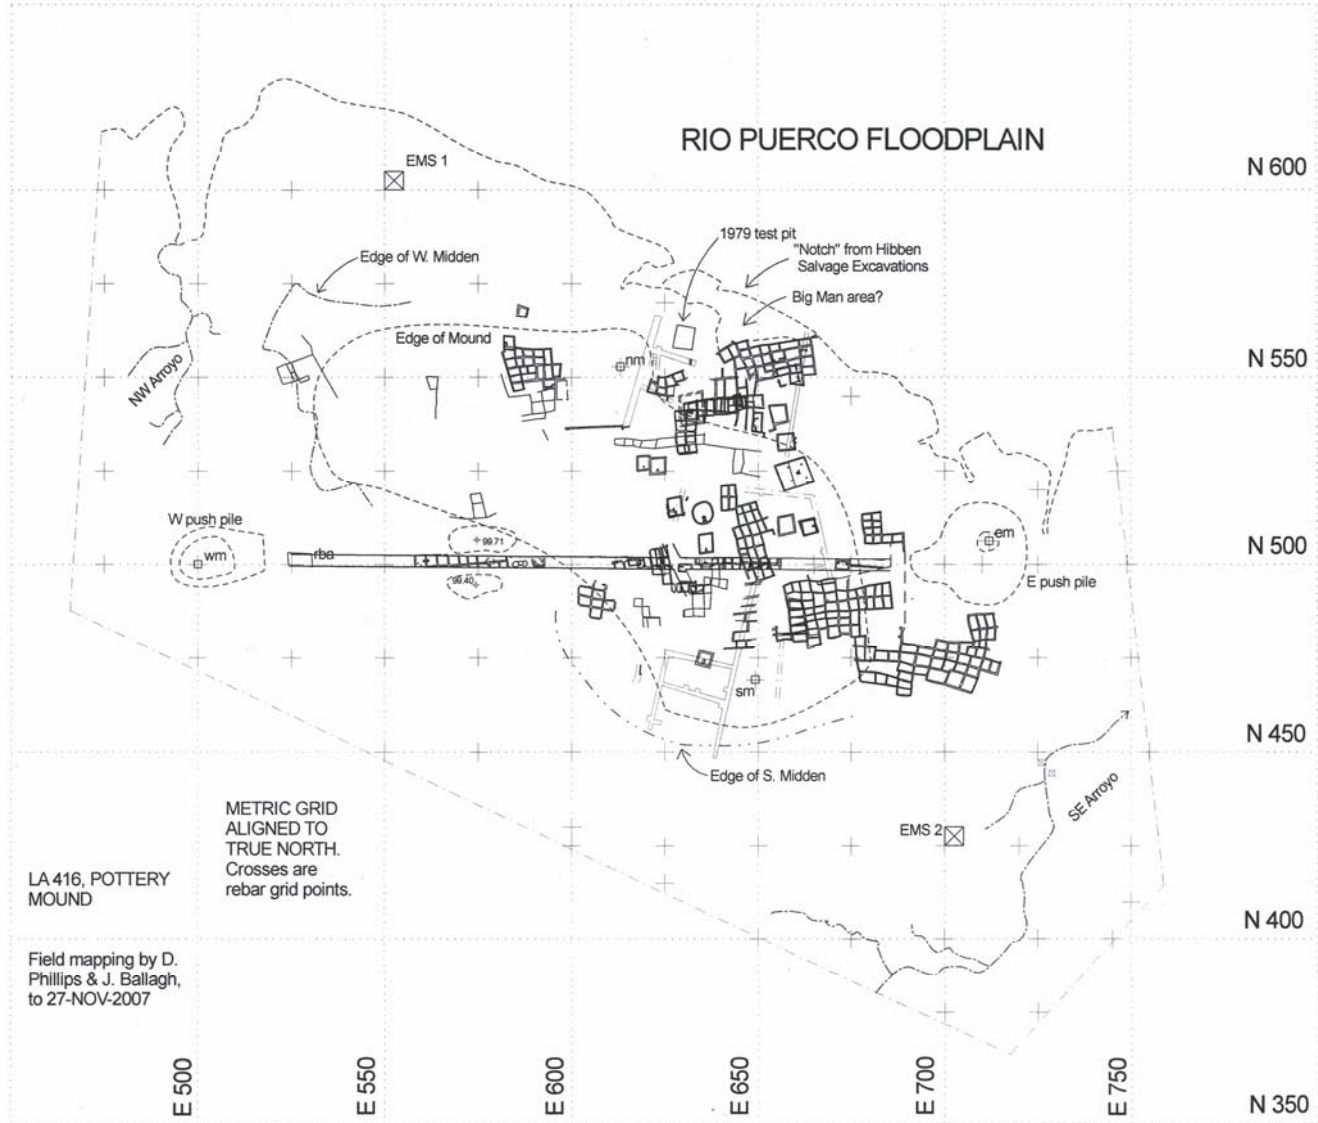 RIO PUERCO FLOODPLAIN
EMS 1
N 600
1979 test pit
"Notch" from Hibben
Salvage Excavations
Edge of W. Midden
Big Man area?
Edge of Mound
nm
N 550
NW Arroyo
W push pile
wm
rba
99.71
99.40
em
N 500
E push pile
sm
N 450
Edge of S. Midden
SE Arroyo
EMS 2
METRIC GRID
ALIGNED TO
TRUE NORTH.
Crosses are
rebar grid points.
LA 416, POTTERY
MOUND
N 400
Field mapping by D.
Phillips & J. Ballagh,
to 27-NOV-2007
E 500
E 550
E 600
E 650
E 700
E 750
N 350